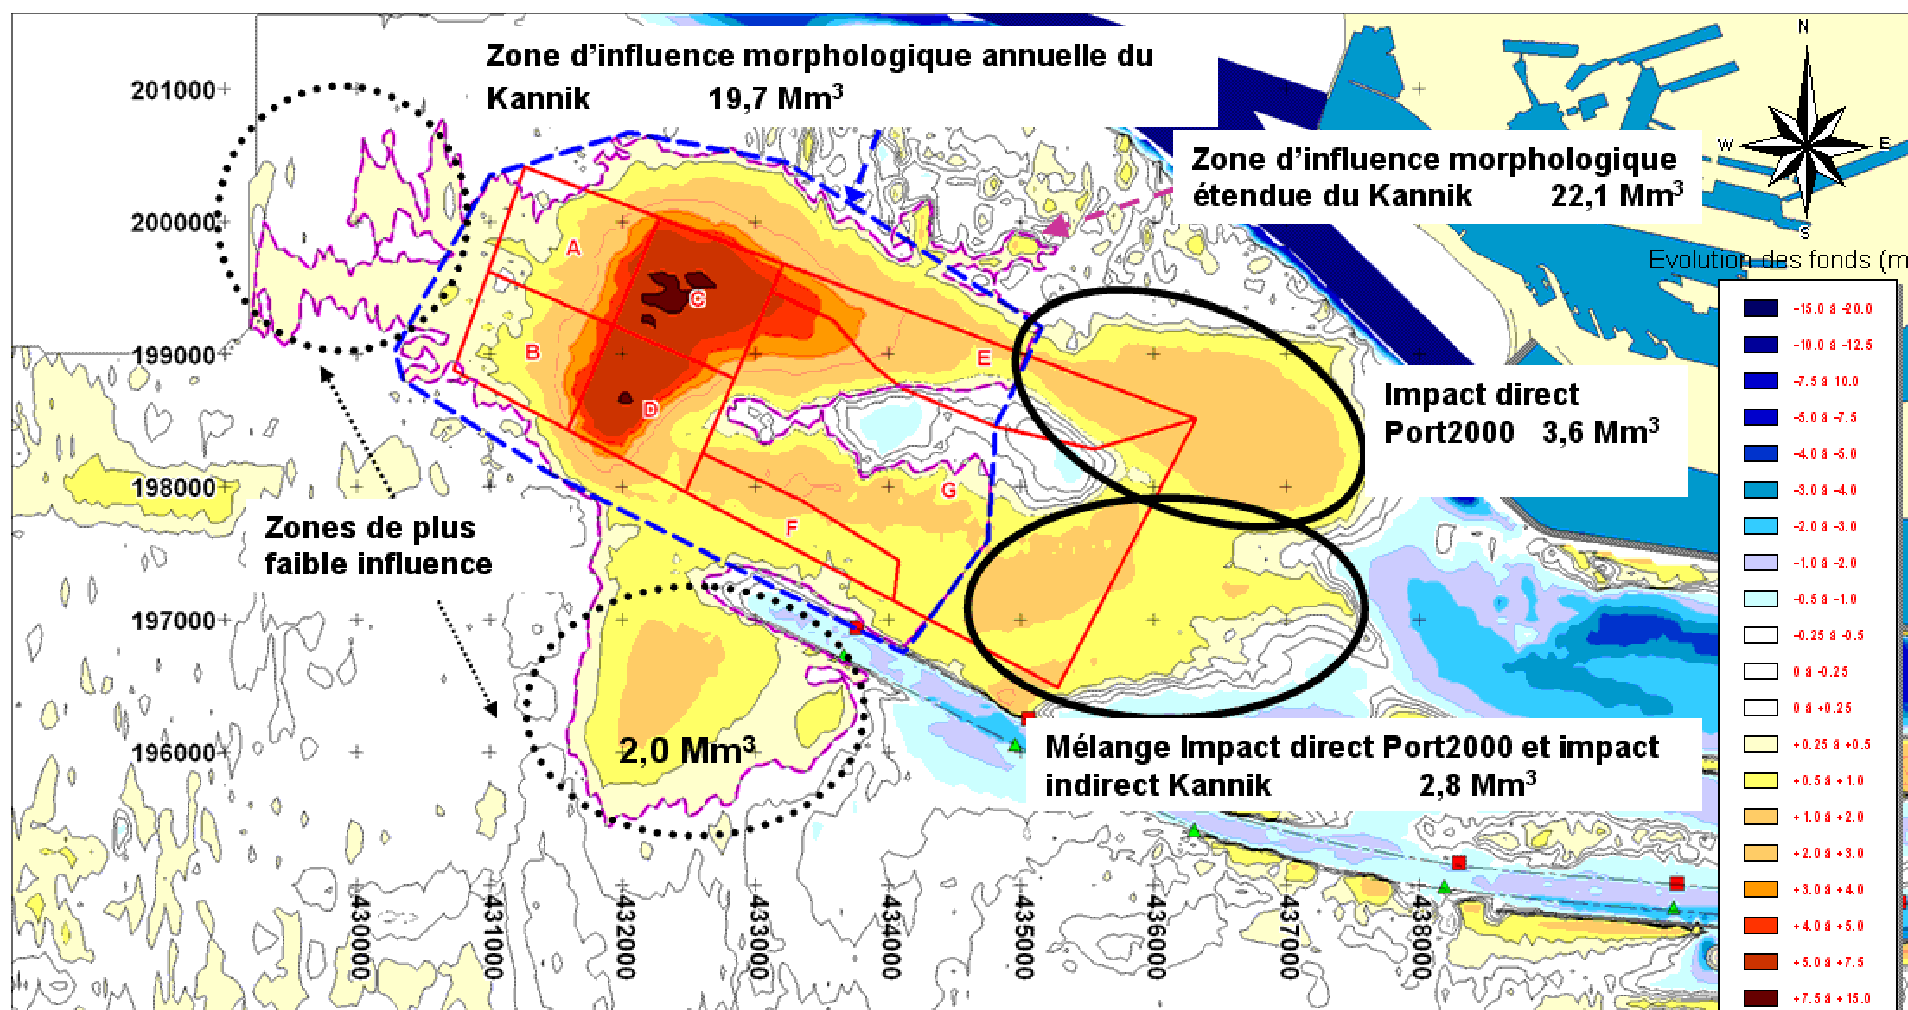 Zone d'influence morphologique annuelle du
Kannik 19,7 Mm³
N
W
E
S
Zone d'influence morphologique
étendue du Kannik 22,1 Mm³
Evolution des fonds (m
201000
200000
199000
198000
197000
196000
A
B
C
D
E
F
G
Impact direct
Port2000 3,6 Mm³
Zones de plus
faible influence
2,0 Mm³
Mélange Impact direct Port2000 et impact
indirect Kannik 2,8 Mm³
430000
431000
432000
433000
434000
435000
436000
437000
438000
-15.0 à -20.0
-10.0 à -12.5
-7.5 à 10.0
-5.0 à -7.5
-4.0 à -5.0
-3.0 à -4.0
-2.0 à -3.0
-1.0 à -2.0
-0.5 à -1.0
-0.25 à -0.5
0 à -0.25
0 à +0.25
+0.25 à +0.5
+0.5 à +1.0
+1.0 à +2.0
+2.0 à +3.0
+3.0 à +4.0
+4.0 à +5.0
+5.0 à +7.5
+7.5 à +15.0